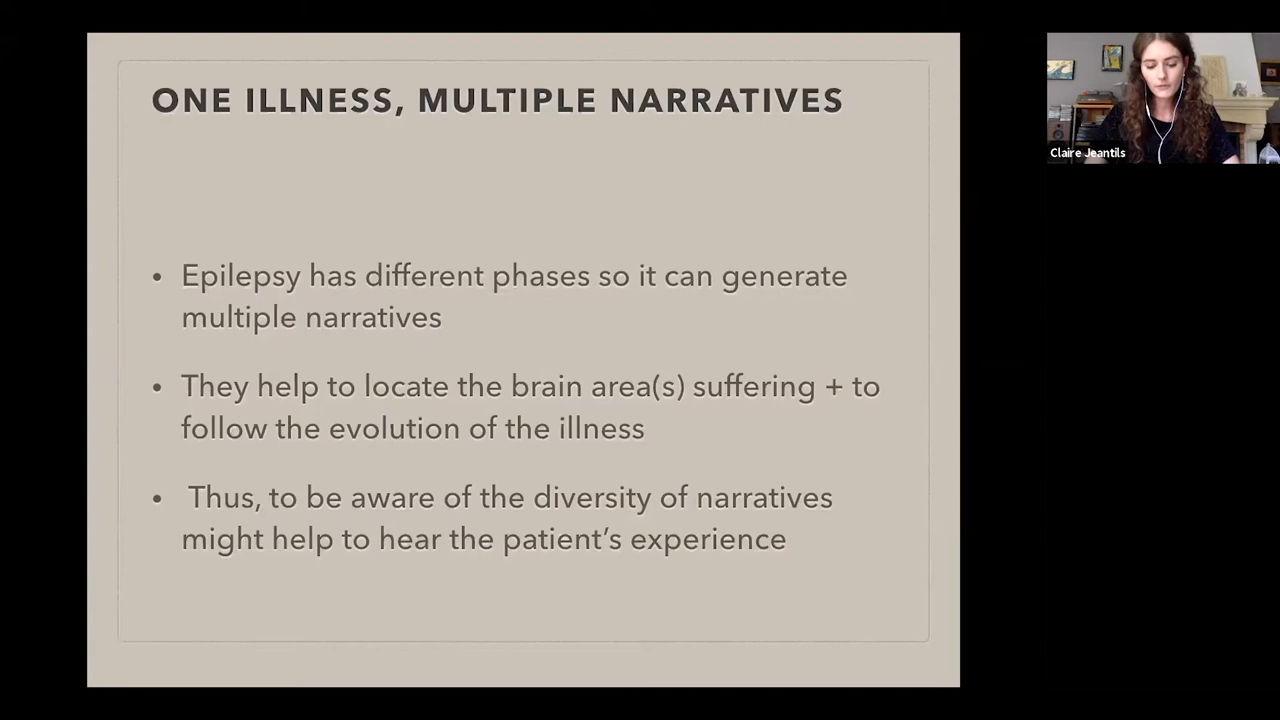 ONE ILLNESS, MULTIPLE NARRATIVES
• Epilepsy has different phases so it can generate
multiple narratives
• They help to locate the brain area(s) suffering + to
follow the evolution of the illness
• Thus, to be aware of the diversity of narratives
might help to hear the patient’s experience
Claire Jeantils